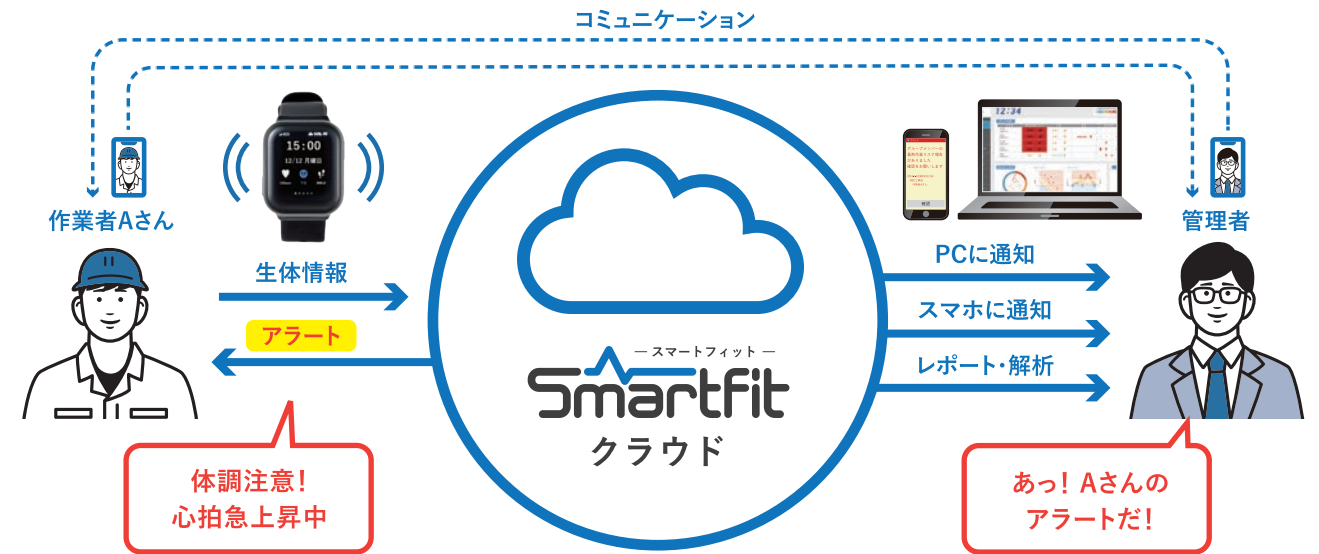 コミュニケーション
作業者Aさん
15:00
12/12 月曜日
生体情報
アラート
体調注意！
心拍急上昇中
― スマートフィット ―
Smartfit
クラウド
12:34
確認
PCに通知
スマホに通知
レポート・解析
管理者
あっ！ Aさんの
アラートだ！